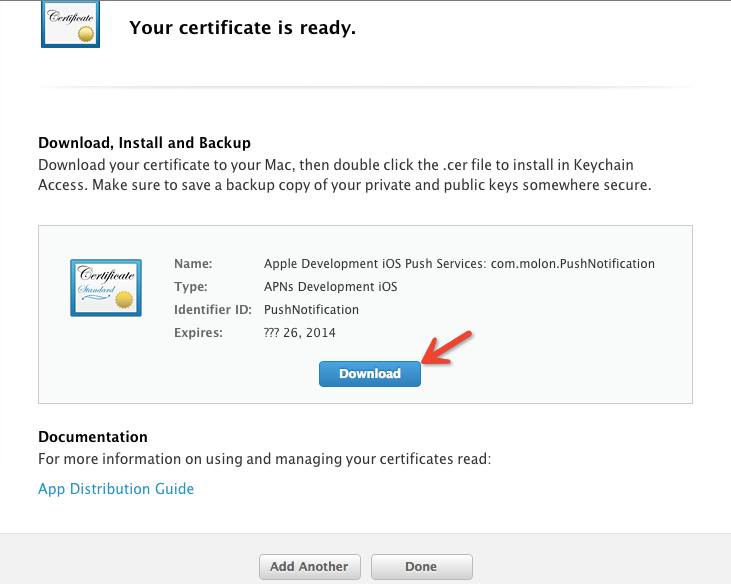 Certificate
Your certificate is ready.
Download, Install and Backup
Download your certificate to your Mac, then double click the .cer file to install in Keychain
Access. Make sure to save a backup copy of your private and public keys somewhere secure.
Certificate
Standard
Name: Apple Development iOS Push Services: com.molon.PushNotification
Type: APNs Development iOS
Identifier ID: PushNotification
Expires: ??? 26, 2014
Download
Documentation
For more information on using and managing your certificates read:
App Distribution Guide
Add Another Done